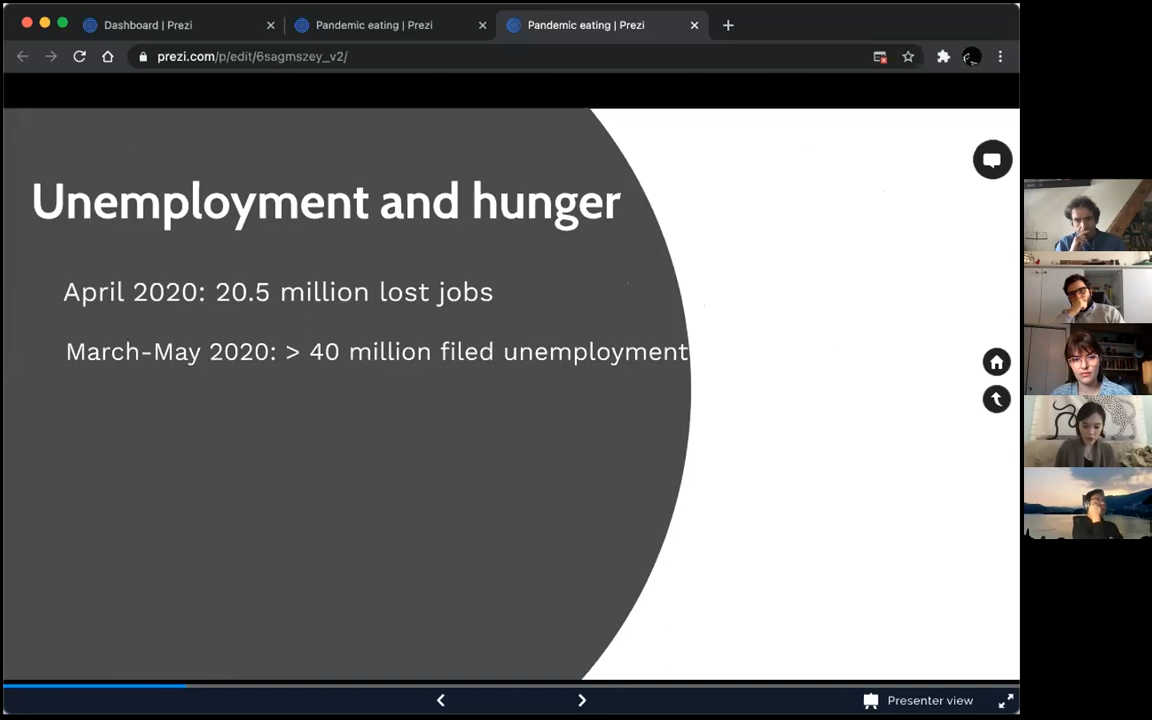 Dashboard | Prezi
Pandemic eating | Prezi
Pandemic eating | Prezi
prezi.com/p/edit/6sagmszey_v2/
Unemployment and hunger
April 2020: 20.5 million lost jobs
March-May 2020: > 40 million filed unemployment
Presenter view